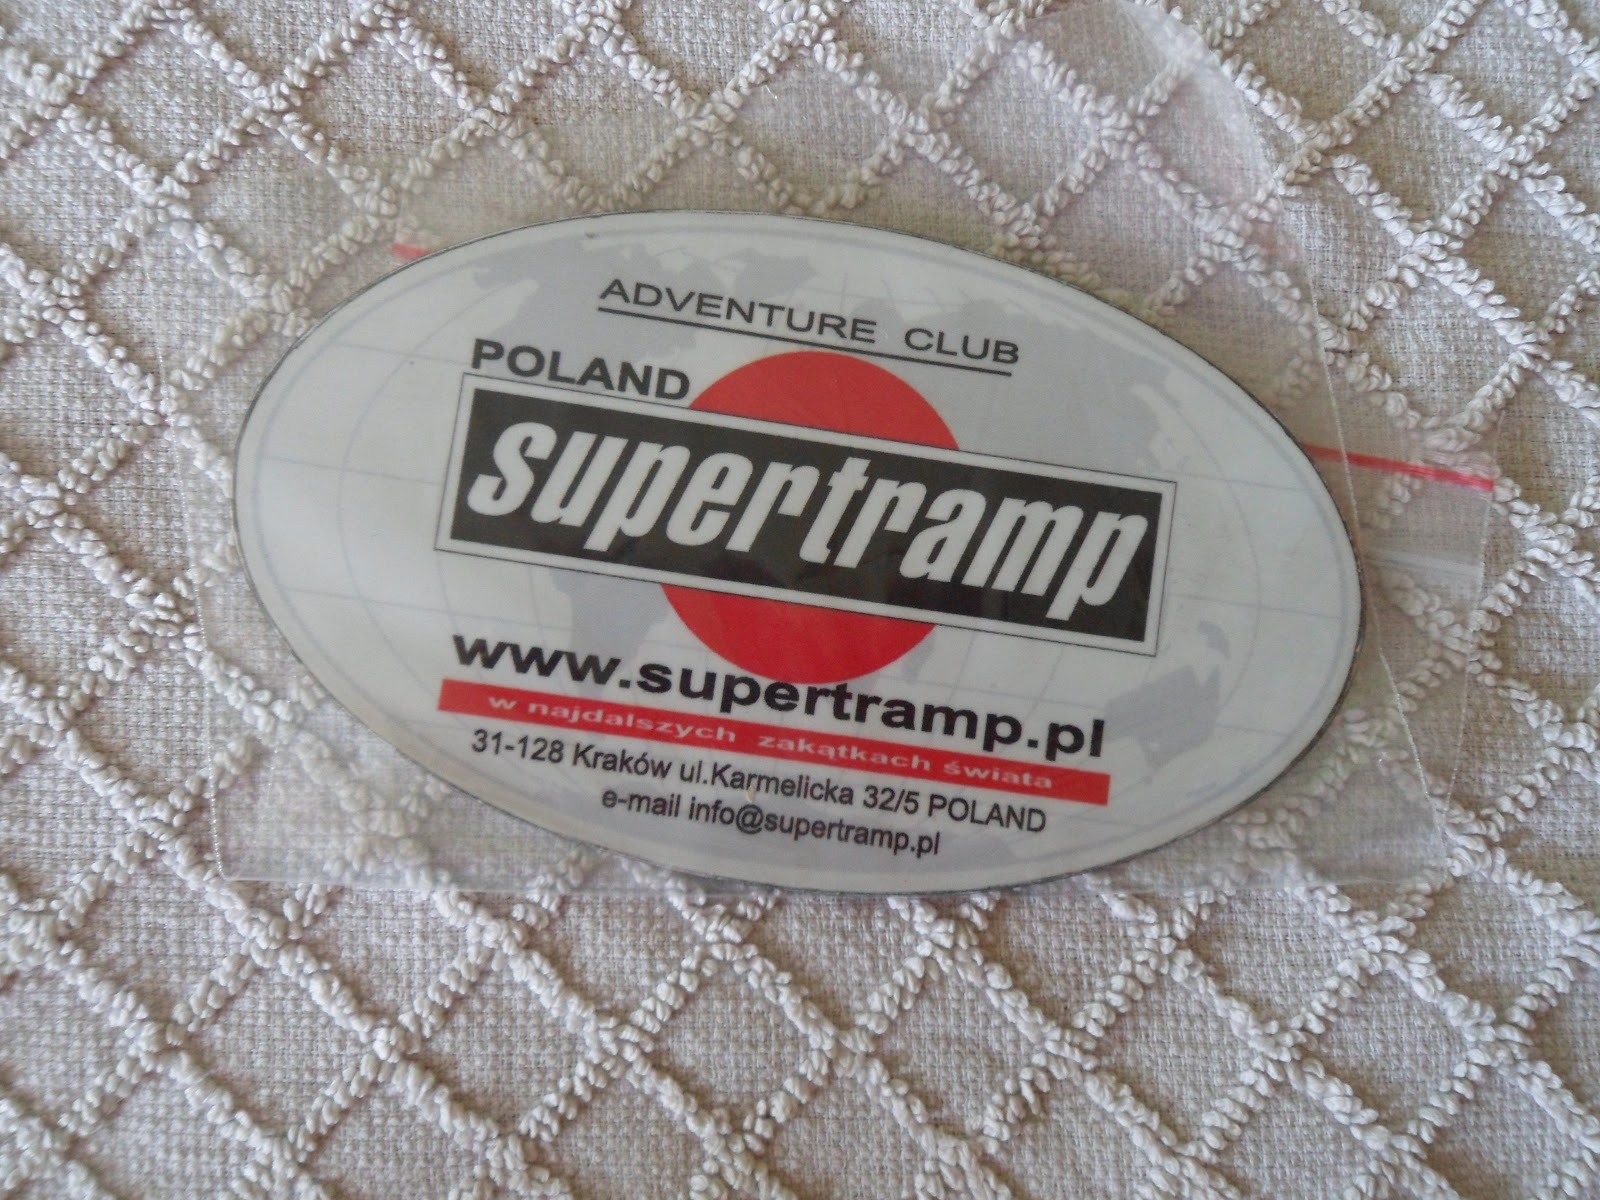 ADVENTURE CLUB
POLAND
supertramp
www.supertramp.pl
w najdalszych zakątkach świata
31-128 Kraków ul.Karmelicka 32/5 POLAND
e-mail info@supertramp.pl